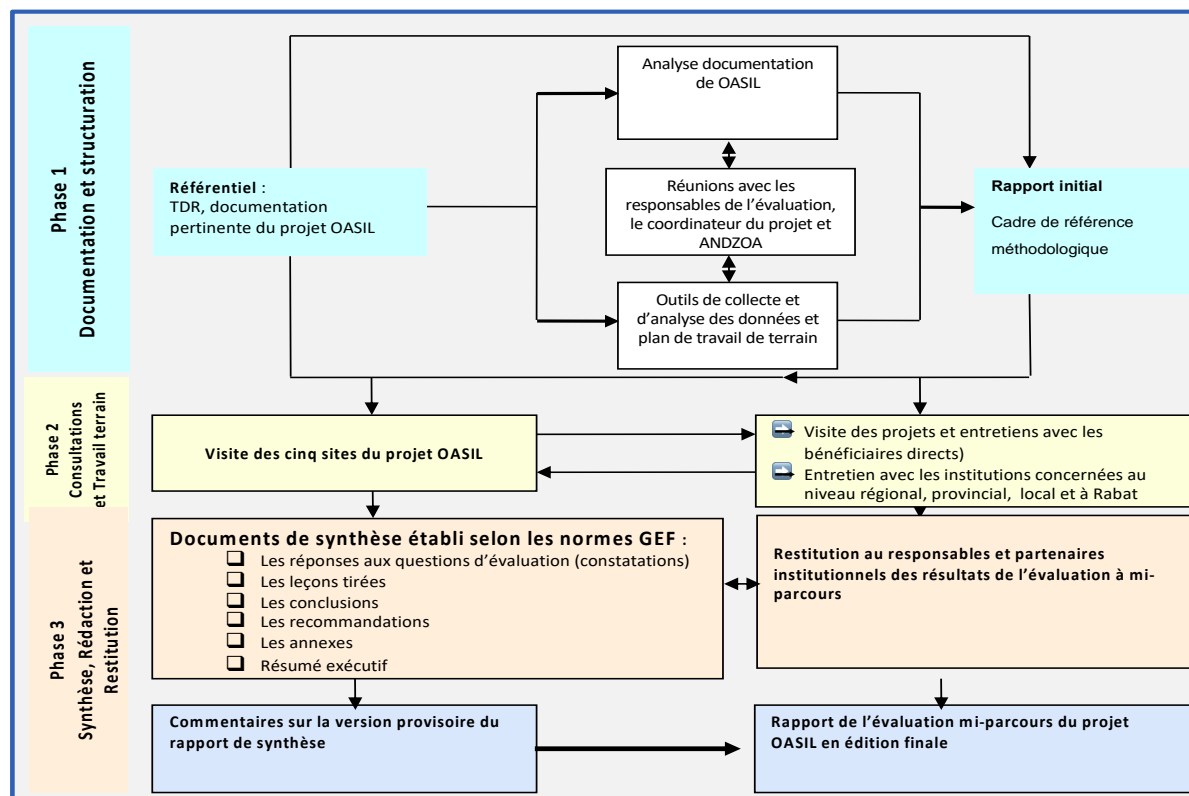 Phase 1
Documentation et structuration
Analyse documentation
de OASIL
Référentiel :
TDR, documentation
pertinente du projet OASIL
Réunions avec les
responsables de l’évaluation,
le coordinateur du projet et
ANDZOA
Outils de collecte et
d’analyse des données et
plan de travail de terrain
Rapport initial
Cadre de référence
méthodologique
Phase 2
Consultations
et Travail terrain
Visite des cinq sites du projet OASIL
Visite des projets et entretiens avec les
bénéficiaires directs)
Entretien avec les institutions concernées au
niveau régional, provincial, local et à Rabat
Phase 3
Synthèse, Rédaction et
Restitution
Documents de synthèse établi selon les normes GEF :
Les réponses aux questions d’évaluation (constatations)
Les leçons tirées
Les conclusions
Les recommandations
Les annexes
Résumé exécutif
Restitution au responsables et partenaires
institutionnels des résultats de l’évaluation à mi-
parcours
Commentaires sur la version provisoire du
rapport de synthèse
Rapport de l’évaluation mi-parcours du projet
OASIL en édition finale